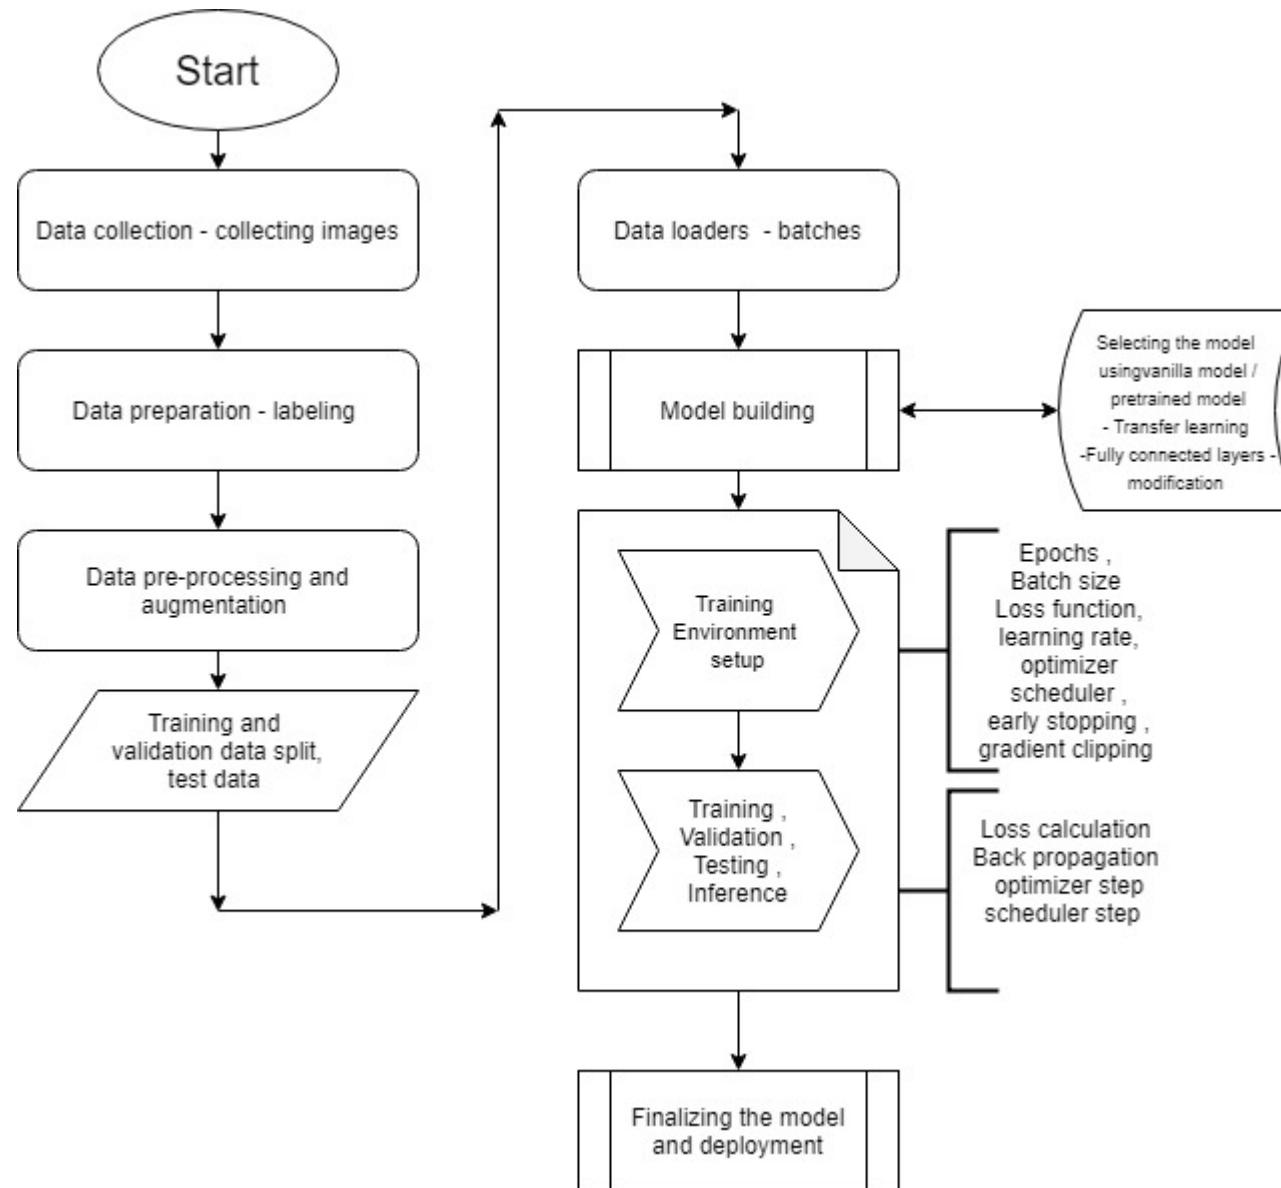 Start
Data collection - collecting images
Data preparation - labeling
Data pre-processing and
augmentation
Training and
validation data split,
test data
Data loaders - batches
Model building
Selecting the model
usingvanilla model /
pretrained model
- Transfer learning
-Fully connected layers -
modification
Training
Environment
setup
Epochs ,
Batch size
Loss function,
learning rate,
optimizer
scheduler ,
early stopping ,
gradient clipping
Training ,
Validation ,
Testing ,
Inference
Loss calculation
Back propagation
optimizer step
scheduler step
Finalizing the model
and deployment